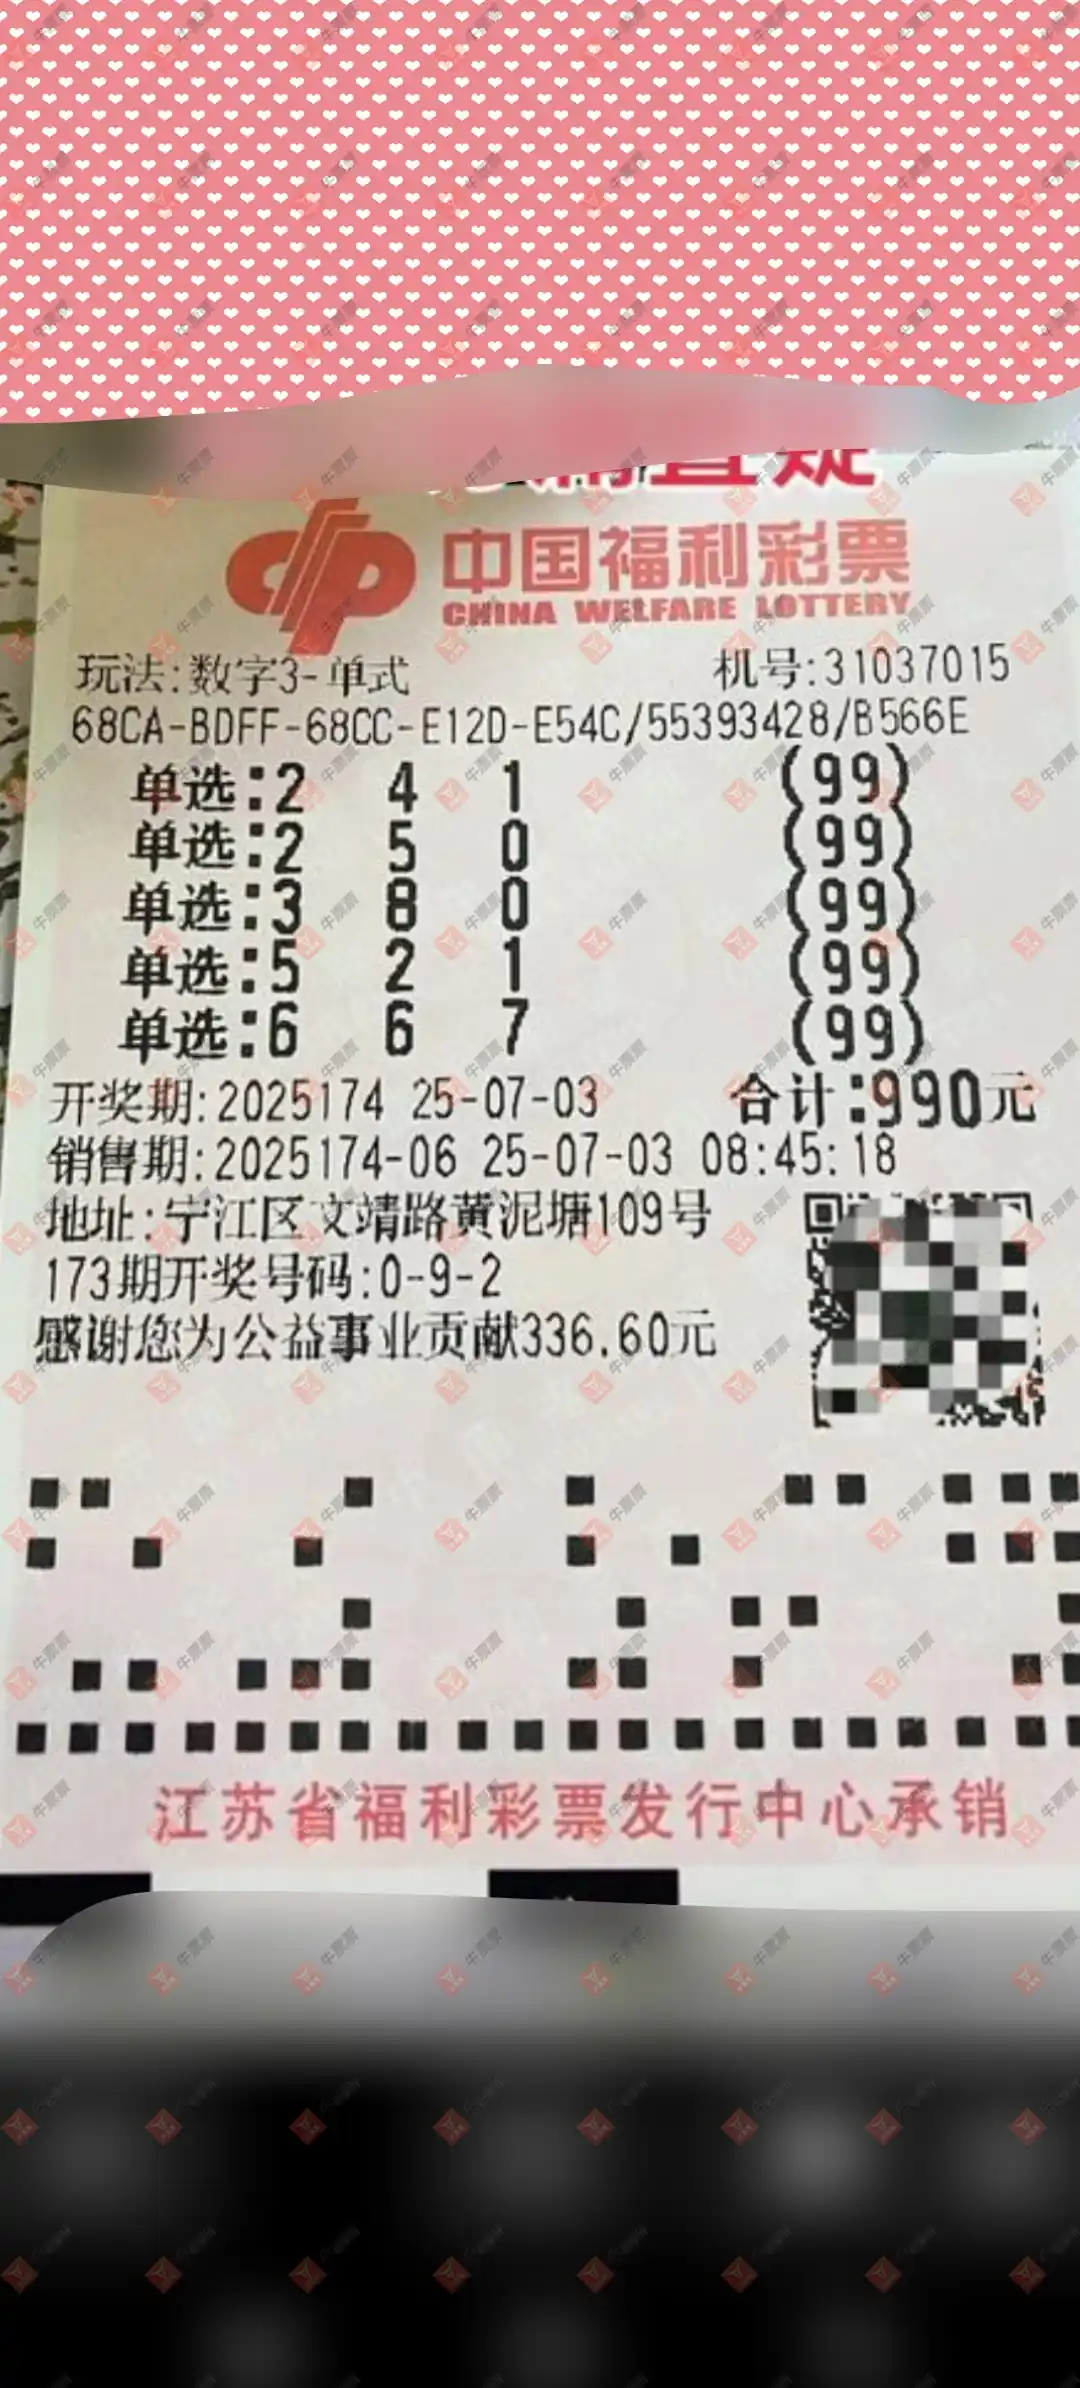 中国福利彩票
CHINA WELFARE LOTTERY
玩法:数字3-单式 机号:31037015
68CA-BDFF-68CC-E12D-E54C/55393428/B566E
单选:2 4 1 (99)
单选:2 5 0 (99)
单选:3 8 0 (99)
单选:5 2 1 (99)
单选:6 6 7 (99)
开奖期:2025174 25-07-03 合计:990元
销售期:2025174-06 25-07-03 08:45:18
地址:宁江区文靖路黄泥塘109号
173期开奖号码:0-9-2
感谢您为公益事业贡献336.60元
江苏省福利彩票发行中心承销
牛票票